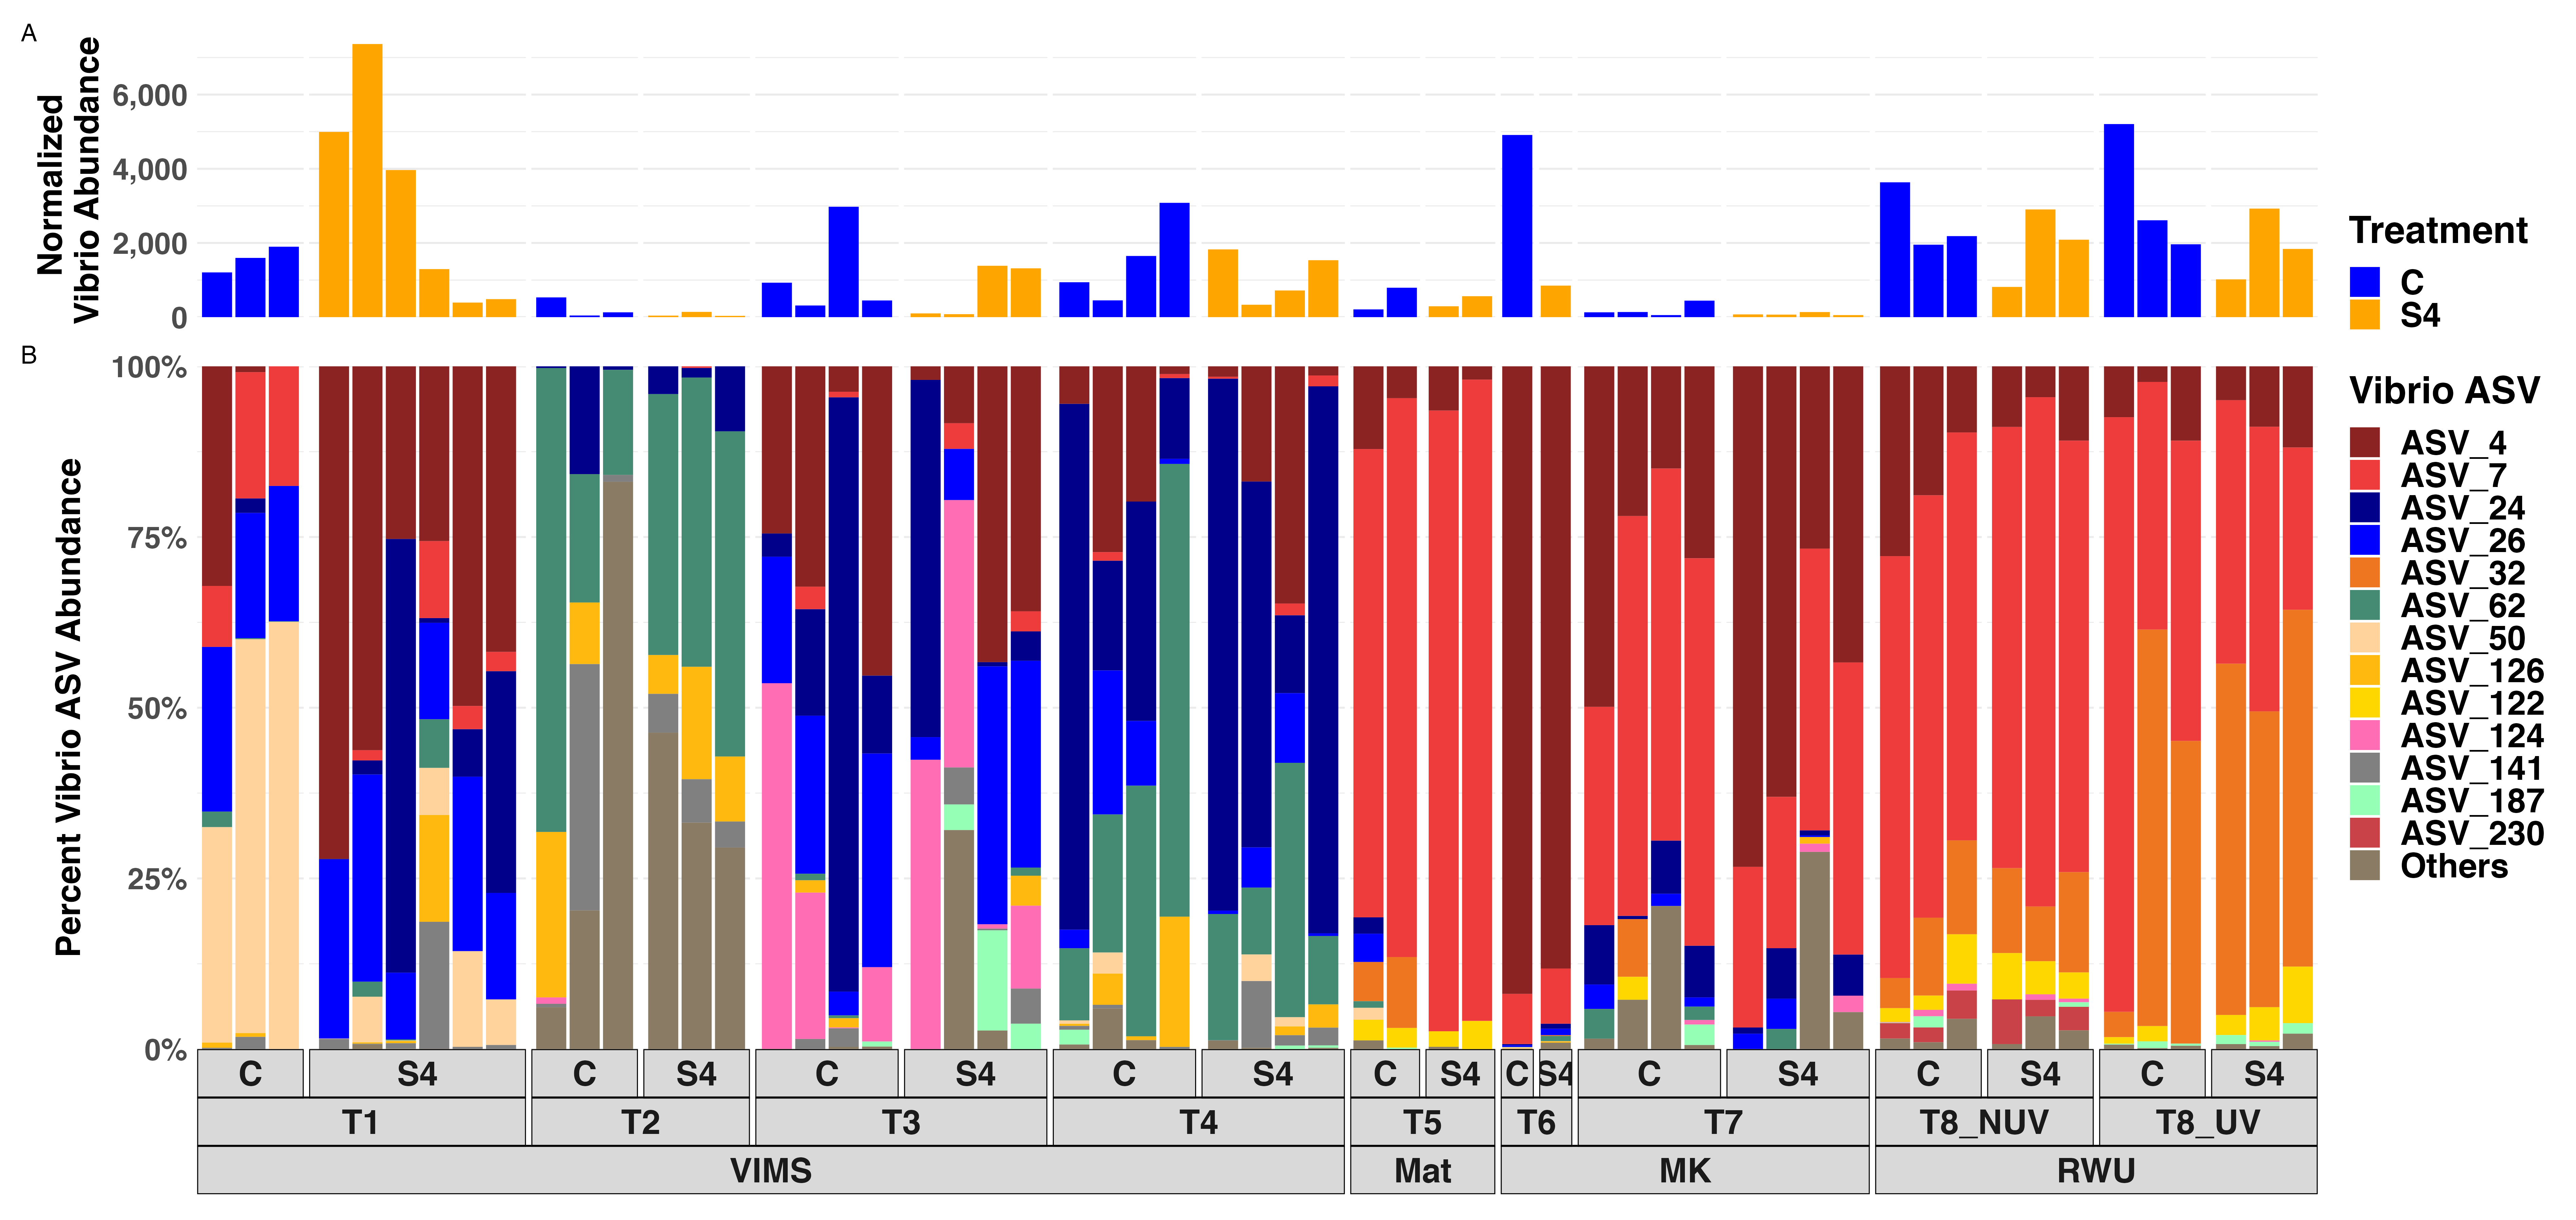 A
Normalized
Vibrio Abundance
6,000
4,000
2,000
0
Treatment
C
S4
B
Percent Vibrio ASV Abundance
100%
75%
50%
25%
0%
Vibrio ASV
ASV_4
ASV_7
ASV_24
ASV_26
ASV_32
ASV_62
ASV_50
ASV_126
ASV_122
ASV_124
ASV_141
ASV_187
ASV_230
Others
C S4 C S4 C S4 C S4 C S4 C S4 C S4 C S4 C S4
T1 T2 T3 T4 T5 T6 T7 T8_NUV T8_UV
VIMS Mat MK RWU